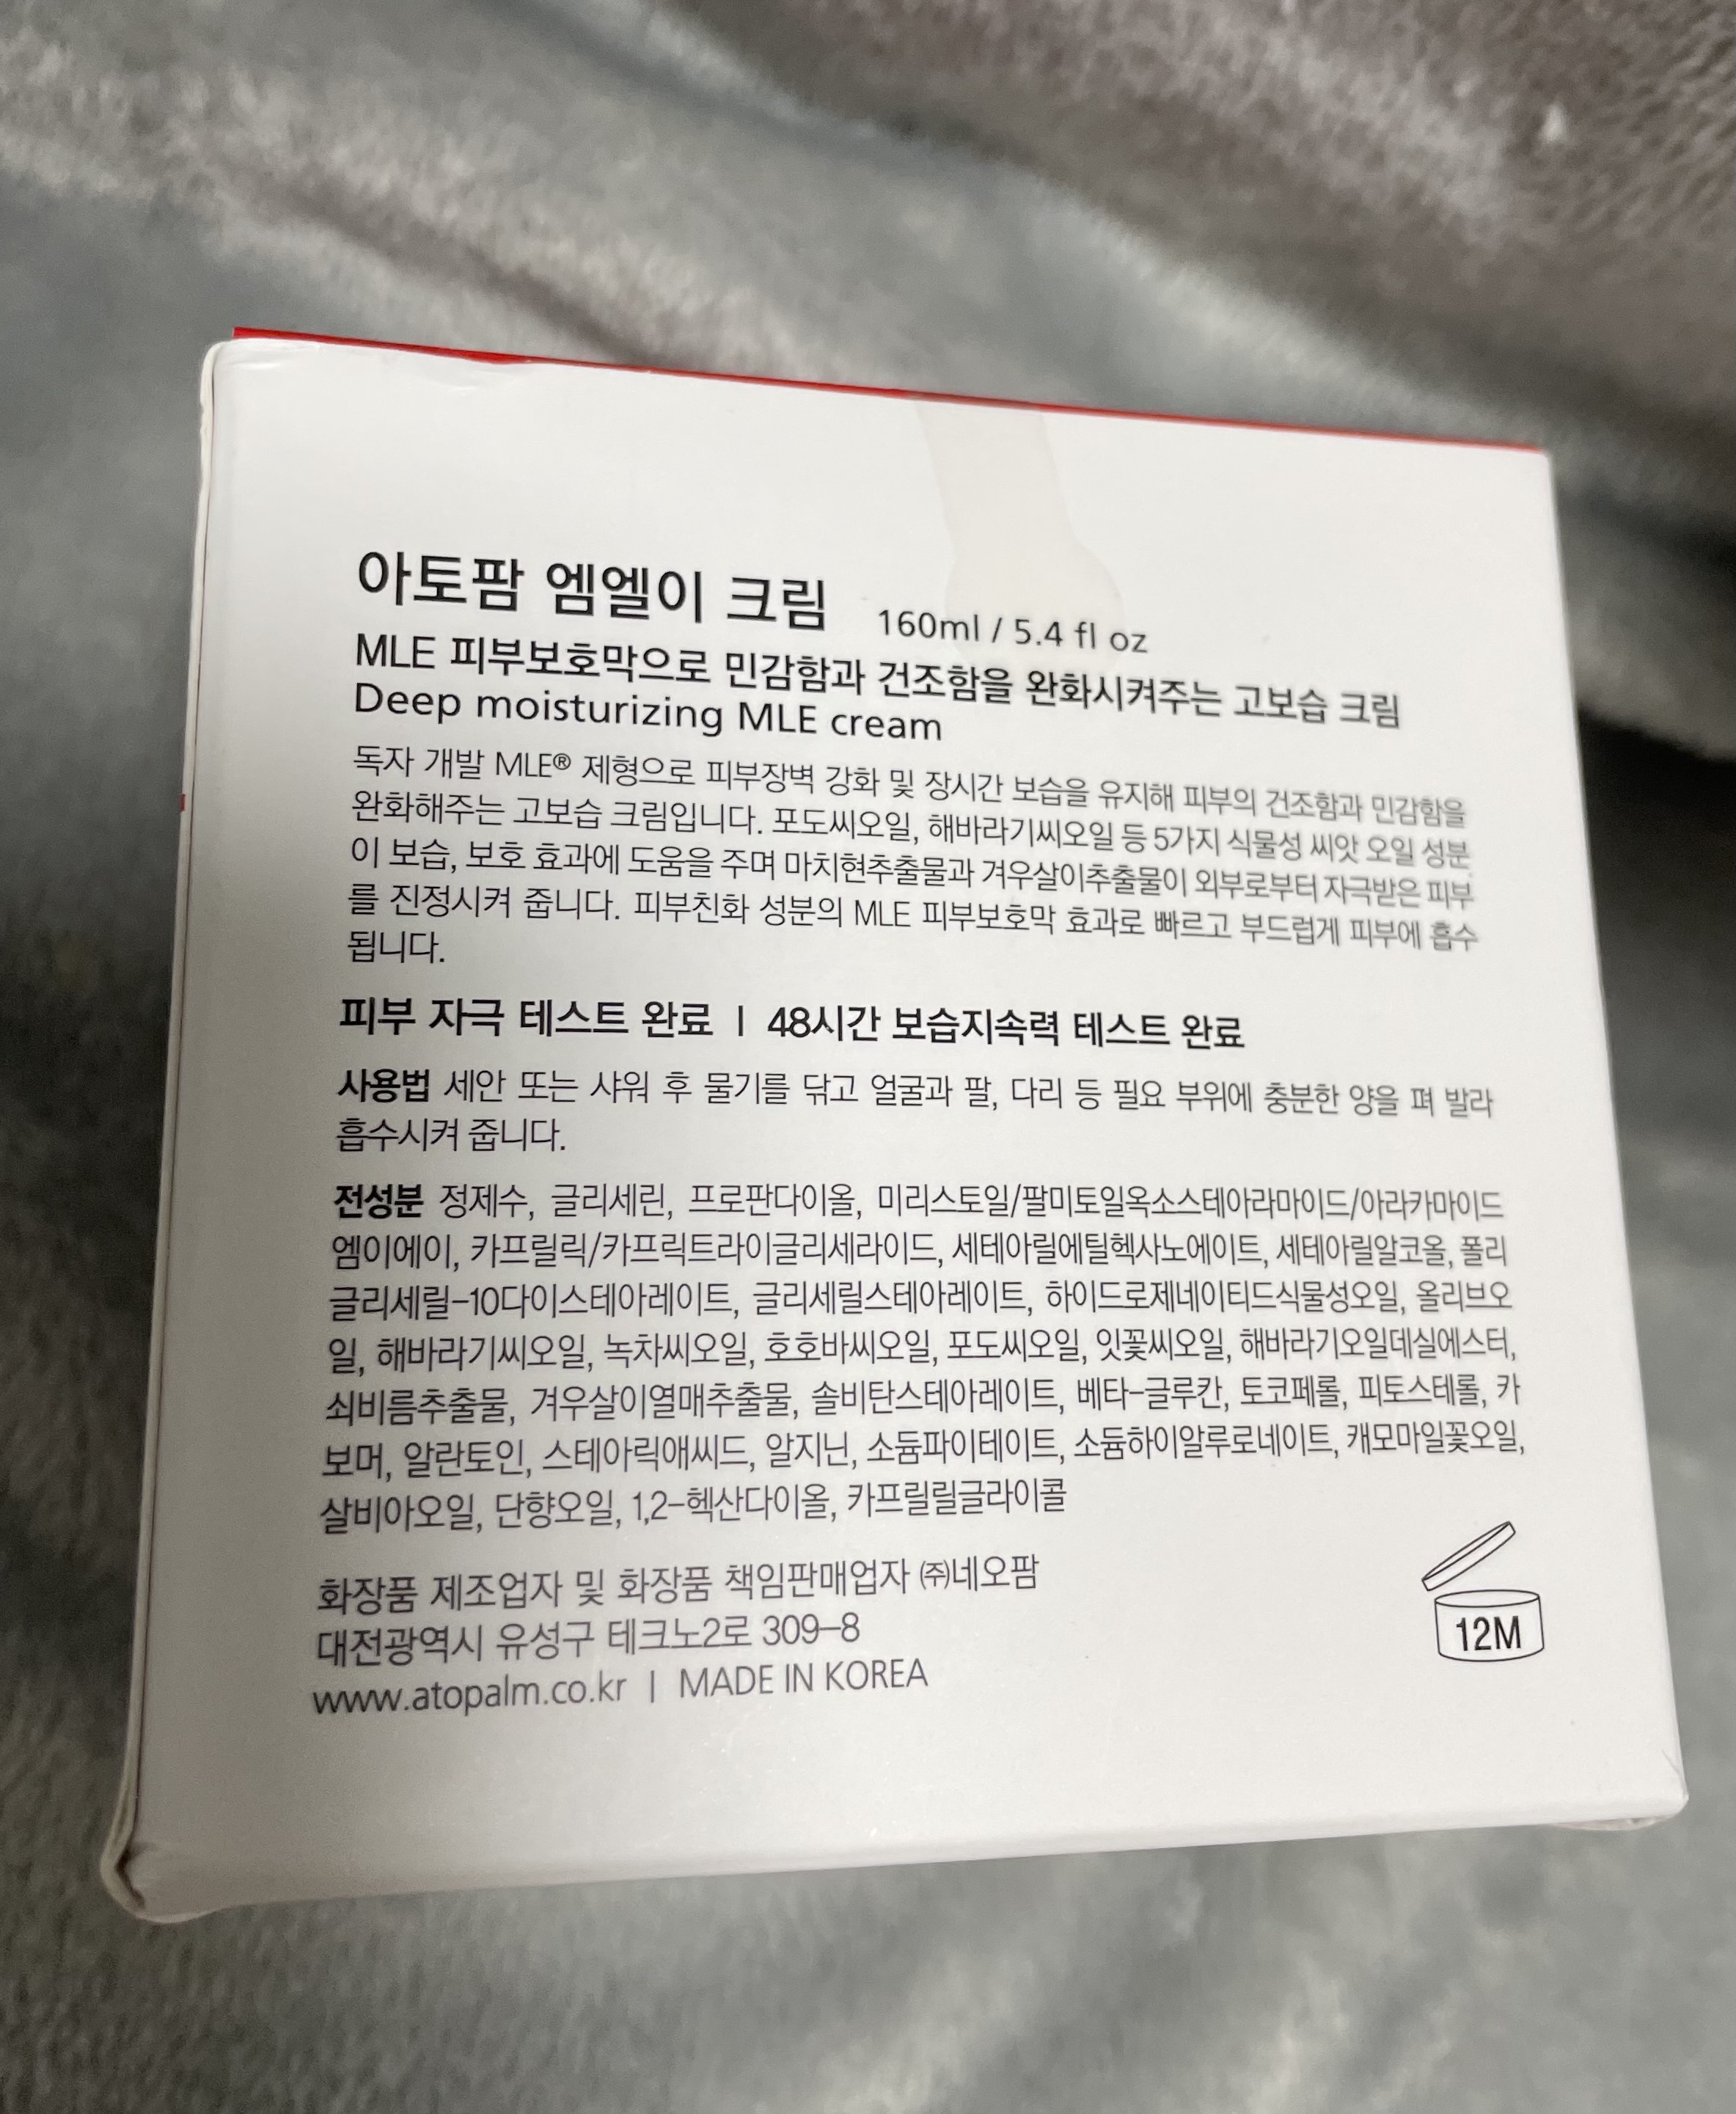 아토팜 엠엘이 크림 160ml / 5.4 fl oz
MLE 피부보호막으로 민감함과 건조함을 완화시켜주는 고보습 크림
Deep moisturizing MLE cream
독자 개발 MLE® 제형으로 피부장벽 강화 및 장시간 보습을 유지해 피부의 건조함과 민감함을
완화해주는 고보습 크림입니다. 포도씨오일, 해바라기씨오일 등 5가지 식물성 씨앗 오일 성분
이 보습, 보호 효과에 도움을 주며 마치현추출물과 겨우살이추출물이 외부로부터 자극받은 피부
를 진정시켜 줍니다. 피부친화 성분의 MLE 피부보호막 효과로 빠르고 부드럽게 피부에 흡수
됩니다.
피부 자극 테스트 완료 | 48시간 보습지속력 테스트 완료
사용법 세안 또는 샤워 후 물기를 닦고 얼굴과 팔, 다리 등 필요 부위에 충분한 양을 펴 발라
흡수시켜 줍니다.
전성분 정제수, 글리세린, 프로판다이올, 미리스토일/팔미토일옥소스테아라마이드/아라카마이드
엠이에이, 카프릴릭/카프릭트라이글리세라이드, 세테아릴에틸헥사노에이트, 세테아릴알코올, 폴리
글리세릴-10다이스테아레이트, 글리세릴스테아레이트, 하이드로제네이티드식물성오일, 올리브오
일, 해바라기씨오일, 녹차씨오일, 호호바씨오일, 포도씨오일, 잇꽃씨오일, 해바라기오일데실에스터,
쇠비름추출물, 겨우살이열매추출물, 솔비탄스테아레이트, 베타-글루칸, 토코페롤, 피토스테롤, 카
보머, 알란토인, 스테아릭애씨드, 알지닌, 소듐파이테이트, 소듐하이알루로네이트, 캐모마일꽃오일,
살비아오일, 단향오일, 1,2-헥산다이올, 카프릴릴글라이콜
화장품 제조업자 및 화장품 책임판매업자 ㈜네오팜
대전광역시 유성구 테크노2로 309-8
www.atopalm.co.kr | MADE IN KOREA
12M